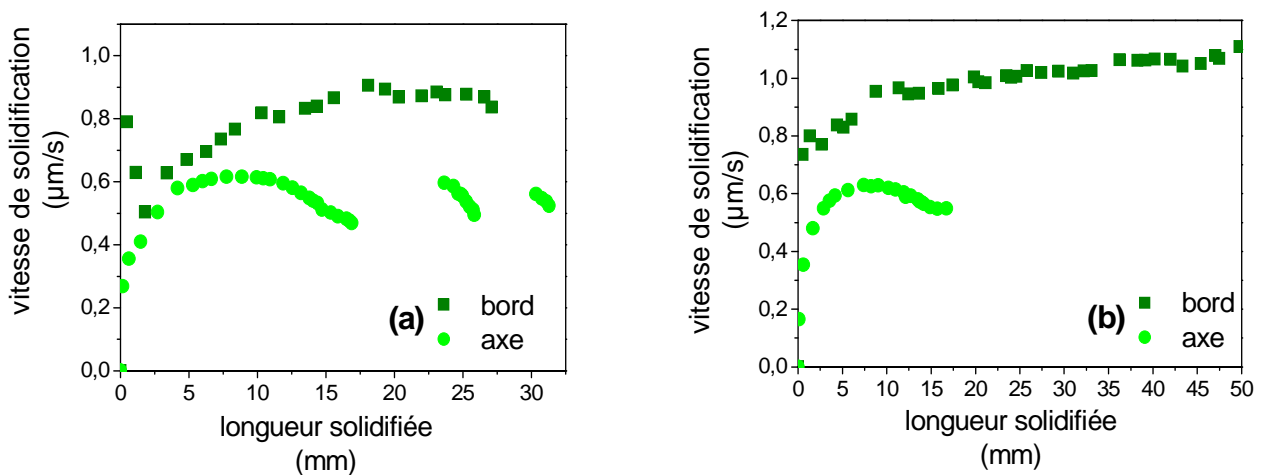 vitesse de solidification
(µm/s)
1,0
0,8
0,6
0,4
0,2
0,0
(a)
bord
axe
0 5 10 15 20 25 30
longueur solidifiée
(mm)
vitesse de solidification
(µm/s)
1,2
1,0
0,8
0,6
0,4
0,2
0,0
(b)
bord
axe
0 5 10 15 20 25 30 35 40 45 50
longueur solidifiée
(mm)